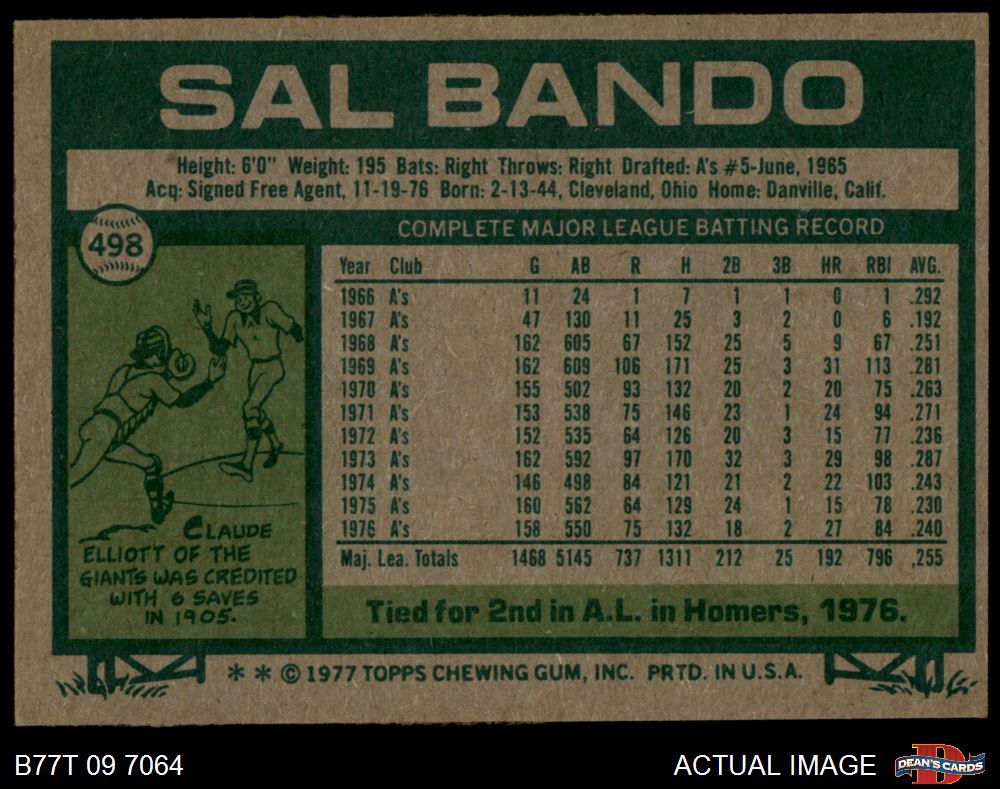 SAL BANDO
Height: 6'0" Weight: 195 Bats: Right Throws: Right Drafted: A's #5-June, 1965
Acq: Signed Free Agent, 11-19-76 Born: 2-13-44, Cleveland, Ohio Home: Danville, Calif.
498
COMPLETE MAJOR LEAGUE BATTING RECORD
Year Club G AB R H 2B 3B HR RBI AVG.
1966 A's 11 24 1 7 1 1 0 1 .292
1967 A's 47 130 11 25 3 2 0 6 .192
1968 A's 162 605 67 152 25 5 9 67 .251
1969 A's 162 609 106 171 25 3 31 113 .281
1970 A's 155 502 93 132 20 2 20 75 .263
1971 A's 153 538 75 146 23 1 24 94 .271
1972 A's 152 535 64 126 20 3 15 77 .236
1973 A's 162 592 97 170 32 3 29 98 .287
1974 A's 146 498 84 121 21 2 22 103 .243
1975 A's 160 562 64 129 24 1 15 78 .230
1976 A's 158 550 75 132 18 2 27 84 .240
Maj. Lea. Totals 1468 5145 737 1311 212 25 192 796 .255
CLAUDE
ELLIOTT OF THE
GIANTS WAS CREDITED
WITH 6 SAVES
IN 1905.
Tied for 2nd in A.L. in Homers, 1976.
* * © 1977 TOPPS CHEWING GUM, INC. PRTD. IN U.S.A.
B77T 09 7064
ACTUAL IMAGE
DEAN'S CARDS